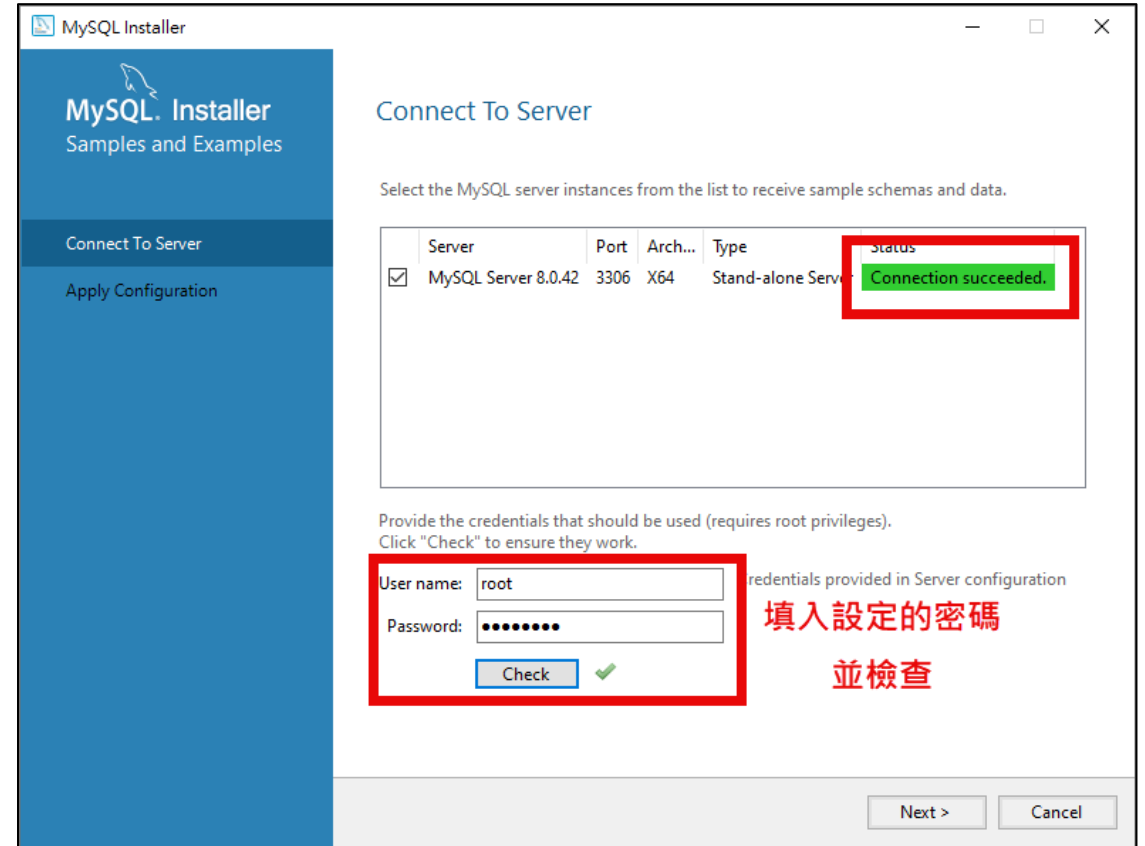 MySQL Installer
MySQL. Installer
Samples and Examples
Connect To Server
Apply Configuration
Connect To Server
Select the MySQL server instances from the list to receive sample schemas and data.
Server Port Arch... Type Status
MySQL Server 8.0.42 3306 X64 Stand-alone Server Connection succeeded.
Provide the credentials that should be used (requires root privileges).
Click "Check" to ensure they work.
User name: root redentials provided in Server configuration
Password: ●●●●●●●●
填入設定的密碼
Check
並檢查
Next > Cancel